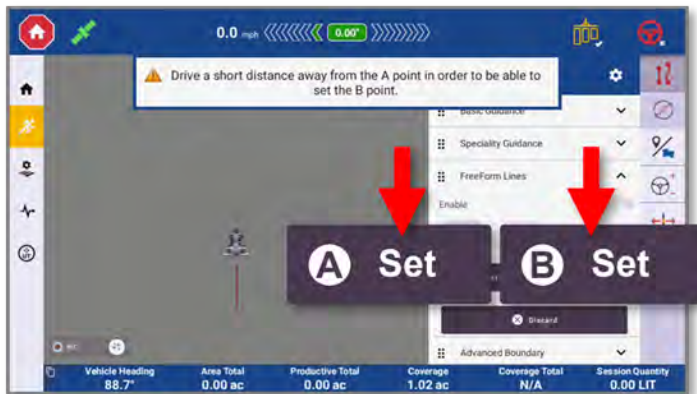 0.0 mph
0.00°
Drive a short distance away from the A point in order to be able to
set the B point.
Basic Guidance
Speciality Guidance
FreeForm Lines
Enable
A Set
B Set
Discard
Advanced Boundary
Vehicle Heading
88.7°
Area Total
0.00 ac
Productive Total
0.00 ac
Coverage
1.02 ac
Coverage Total
N/A
Session Quantity
0.00 LIT